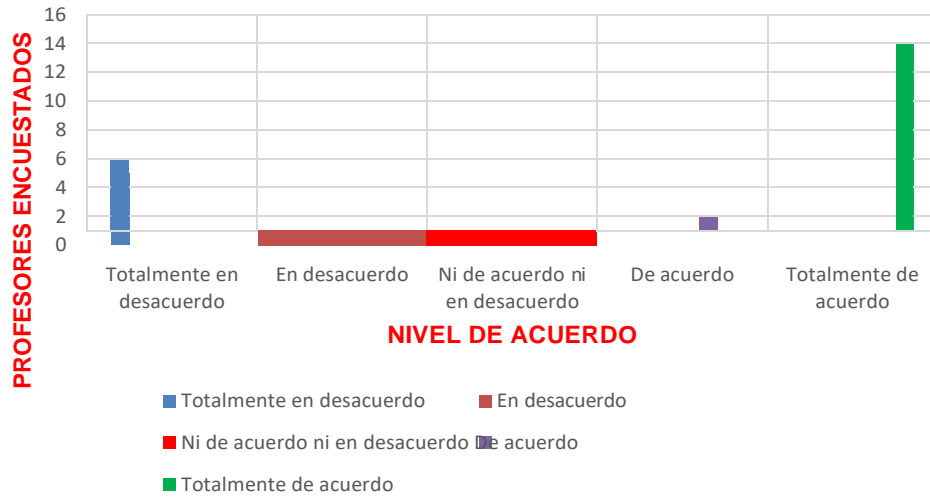 16
14
12
10
8
6
4
2
0
PROFESORES ENCUESTADOS
Totalmente en desacuerdo
En desacuerdo
Ni de acuerdo ni en desacuerdo
De acuerdo
Totalmente de acuerdo
NIVEL DE ACUERDO
Totalmente en desacuerdo
En desacuerdo
Ni de acuerdo ni en desacuerdo
De acuerdo
Totalmente de acuerdo